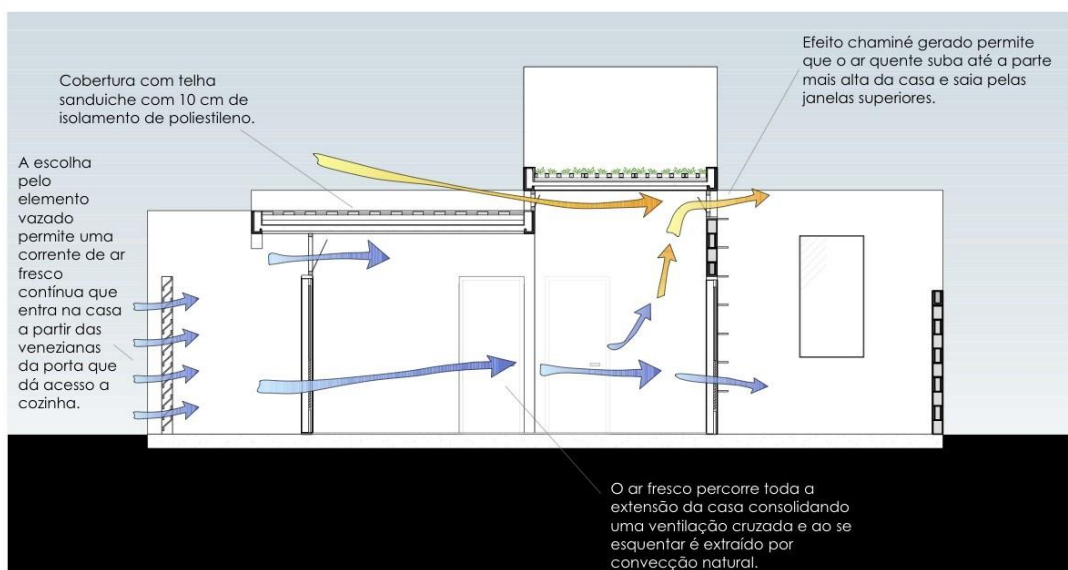 Cobertura com telha
sanduiche com 10 cm de
isolamento de poliestileno.
Efeito chaminé gerado permite
que o ar quente suba até a parte
mais alta da casa e saia pelas
janelas superiores.
A escolha
pelo
elemento
vazado
permite uma
corrente de ar
fresco
contínua que
entra na casa
a partir das
venezianas
da porta que
dá acesso a
cozinha.
O ar fresco percorre toda a
extensão da casa consolidando
uma ventilação cruzada e ao se
esquentar é extraído por
convecção natural.